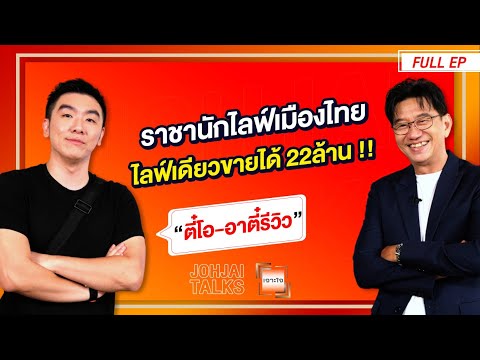 FULL EP
ราชานักไลฟ์เมืองไทย
ไลฟ์เดียวขายได้ 22ล้าน !!
“ตี๋โอ-อาตี๋รีวิว”
JOHJAI
TALKS
เจาะใจ